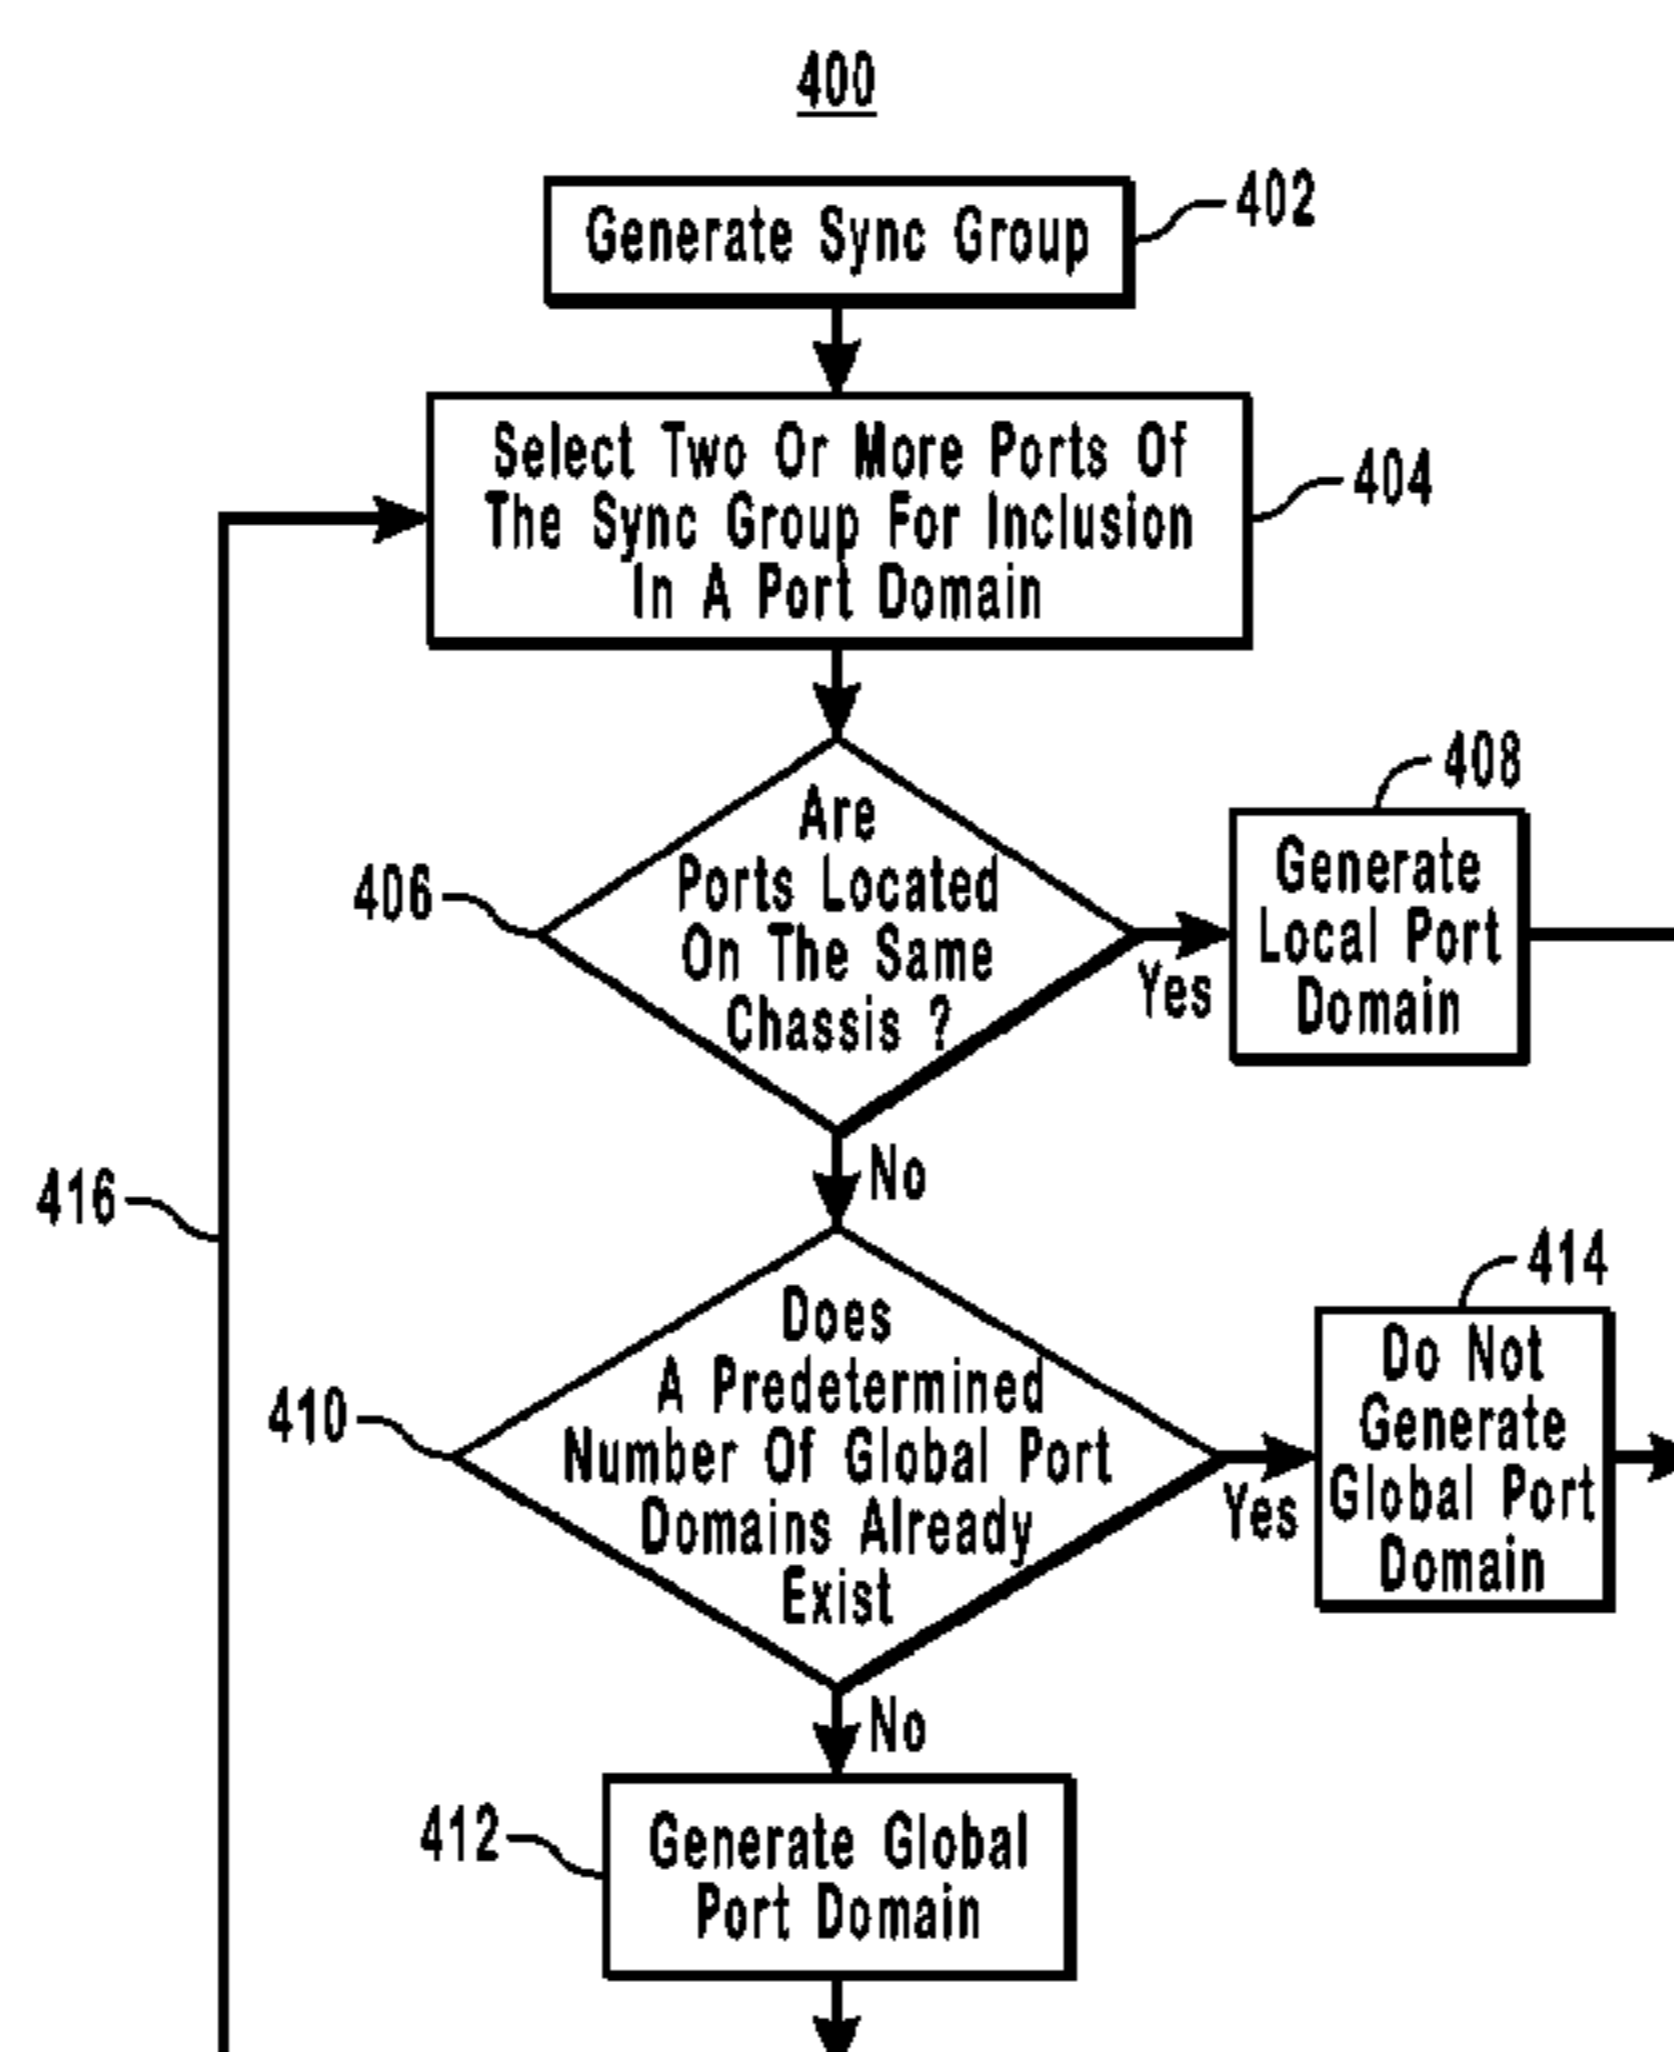 400
Generate Sync Group
402
Select Two Or More Ports Of
The Sync Group For Inclusion
In A Port Domain
404
Are
Ports Located
On The Same
Chassis ?
406
Yes
408
Generate
Local Port
Domain
No
416
Does
A Predetermined
Number Of Global Port
Domains Already
Exist
410
Yes
414
Do Not
Generate
Global Port
Domain
No
412
Generate Global
Port Domain